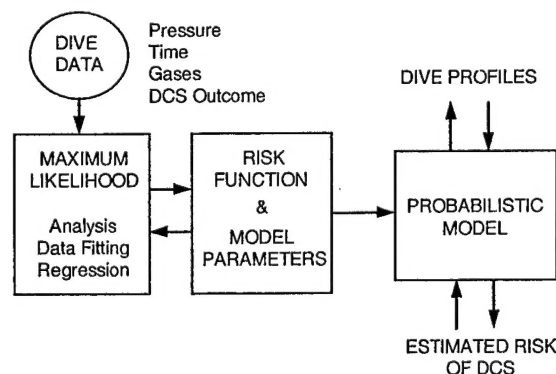 DIVE
DATA
Pressure
Time
Gases
DCS Outcome
MAXIMUM
LIKELIHOOD
Analysis
Data Fitting
Regression
RISK
FUNCTION
&
MODEL
PARAMETERS
DIVE PROFILES
PROBABILISTIC
MODEL
ESTIMATED RISK
OF DCS